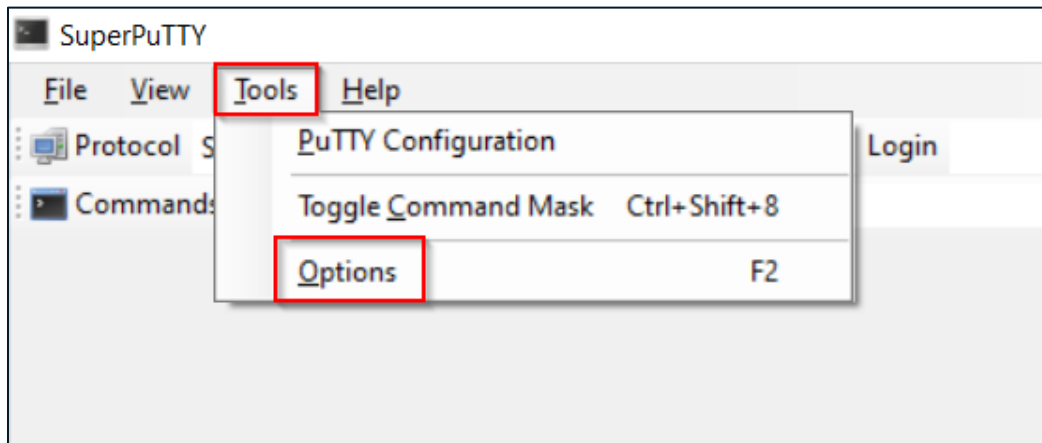 SuperPuTTY
File View Tools Help
Protocol S Login
PuTTY Configuration
Commands
Toggle Command Mask Ctrl+Shift+8
Options F2